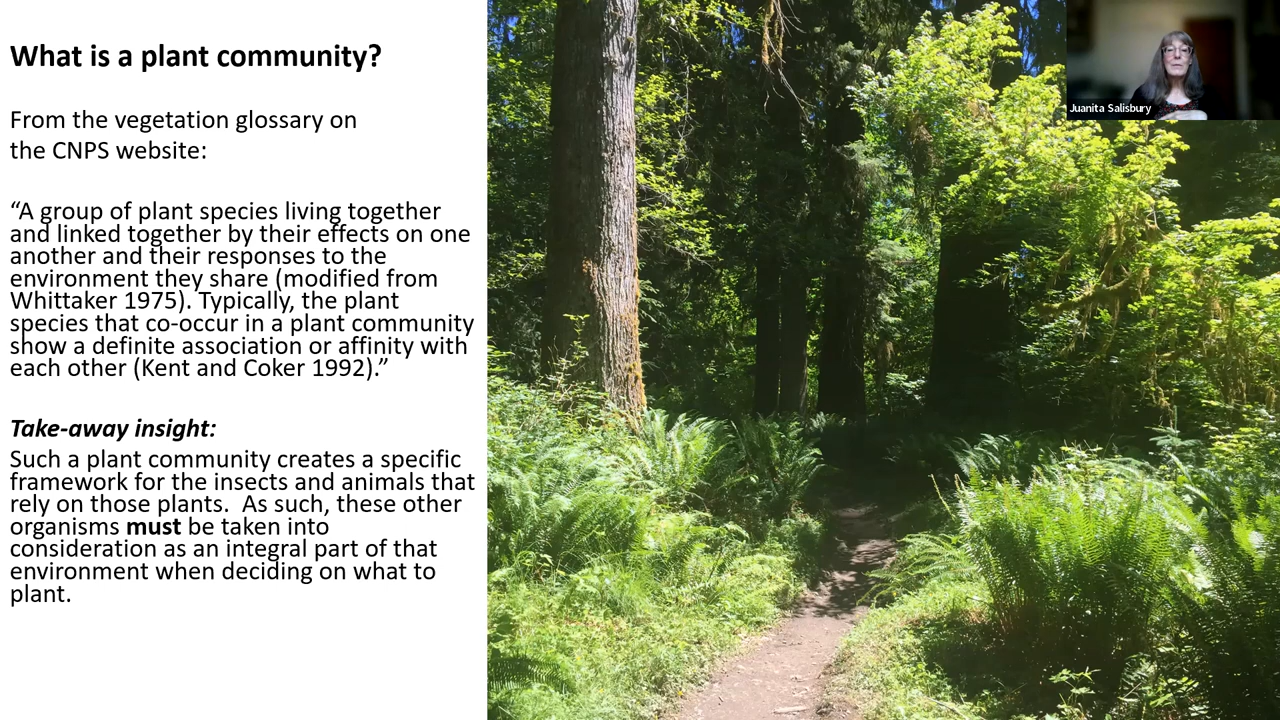 What is a plant community?
From the vegetation glossary on
the CNPS website:
“A group of plant species living together
and linked together by their effects on one
another and their responses to the
environment they share (modified from
Whittaker 1975). Typically, the plant
species that co-occur in a plant community
show a definite association or affinity with
each other (Kent and Coker 1992).”
Take-away insight:
Such a plant community creates a specific
framework for the insects and animals that
rely on those plants.  As such, these other
organisms must be taken into
consideration as an integral part of that
environment when deciding on what to
plant.
Juanita Salisbury